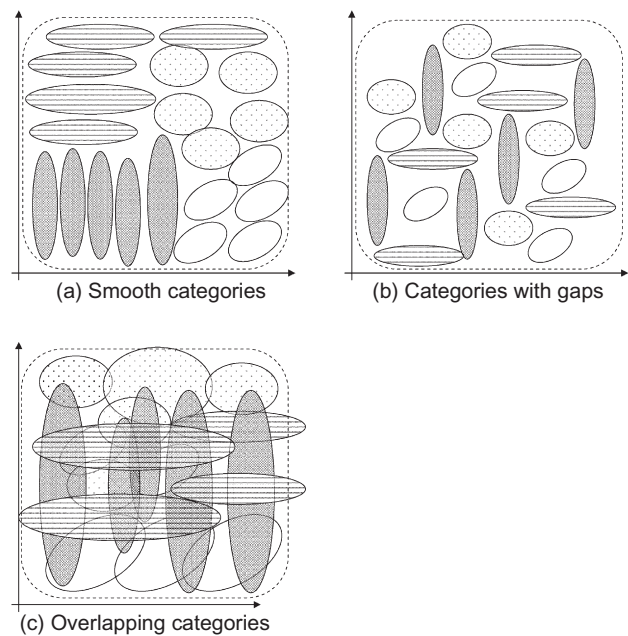 (a) Smooth categories
(b) Categories with gaps
(c) Overlapping categories